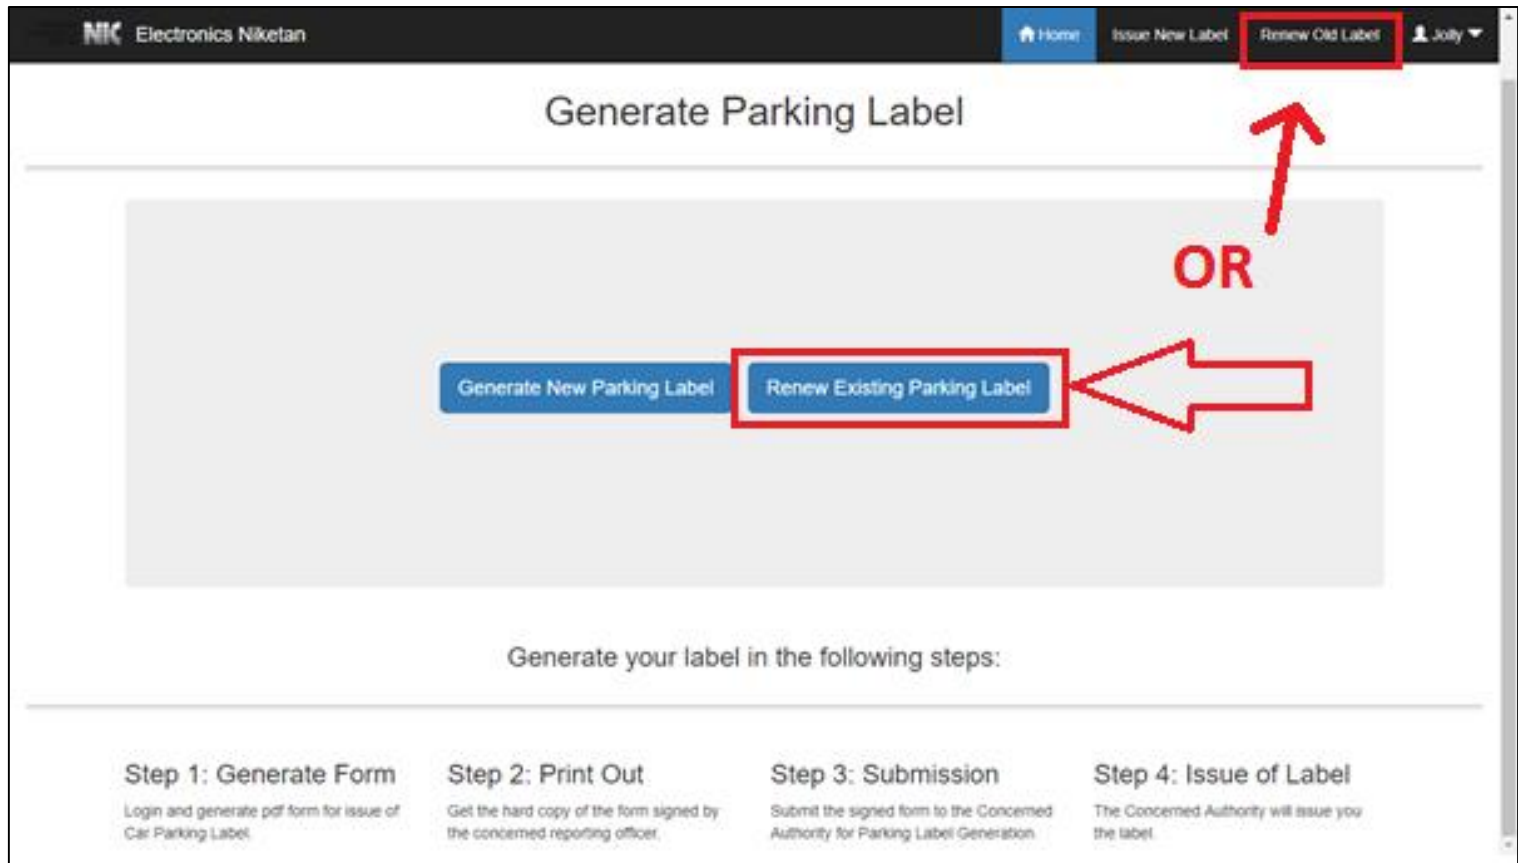 NIC Electronics Niketan
Home Issue New Label Renew Old Label Jolly
Generate Parking Label
OR
Generate New Parking Label Renew Existing Parking Label
Generate your label in the following steps:
Step 1: Generate Form
Login and generate pdf form for issue of
Car Parking Label.
Step 2: Print Out
Get the hard copy of the form signed by
the concerned reporting officer.
Step 3: Submission
Submit the signed form to the Concerned
Authority for Parking Label Generation
Step 4: Issue of Label
The Concerned Authority will issue you
the label.